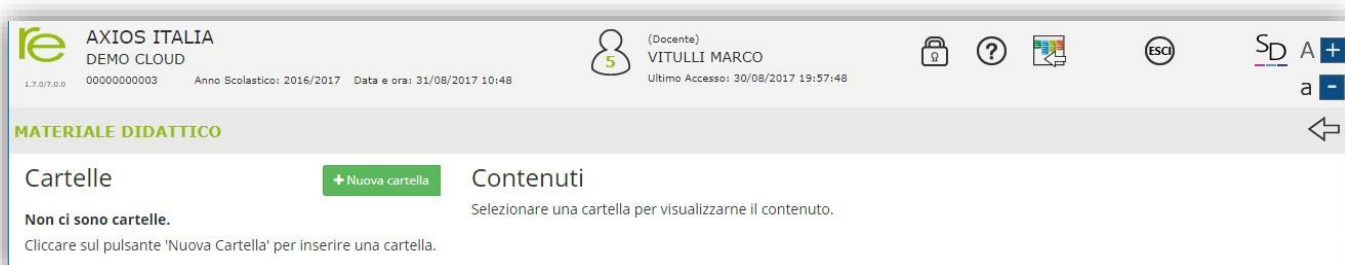 re
AXIOS ITALIA
DEMO CLOUD
1.7.0/7.0.0 00000000003 Anno Scolastico: 2016/2017 Data e ora: 31/08/2017 10:48
5
(Docente)
VITULLI MARCO
Ultimo Accesso: 30/08/2017 19:57:48
?
ESCI
SD A +
a -
MATERIALE DIDATTICO
Cartelle
+ Nuova cartella
Non ci sono cartelle.
Cliccare sul pulsante 'Nuova Cartella' per inserire una cartella.
Contenuti
Selezionare una cartella per visualizzarne il contenuto.